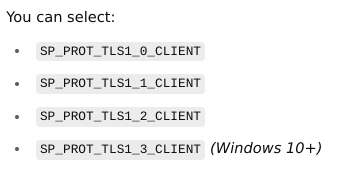 You can select:
• SP_PROT_TLS1_0_CLIENT
• SP_PROT_TLS1_1_CLIENT
• SP_PROT_TLS1_2_CLIENT
• SP_PROT_TLS1_3_CLIENT (Windows 10+)